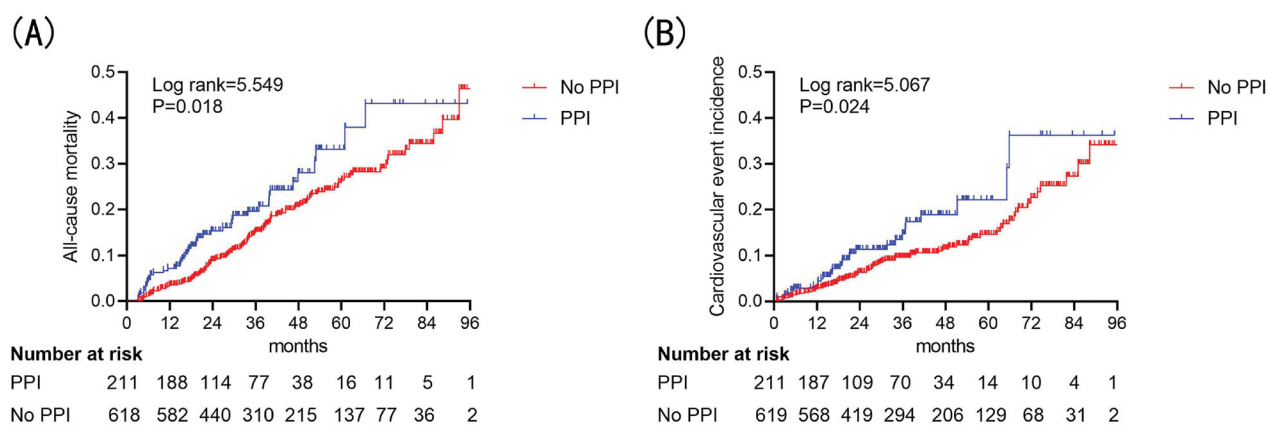 (A)
Log rank=5.549
P=0.018
No PPI
PPI
All-cause mortality
0.5
0.4
0.3
0.2
0.1
0.0
0 12 24 36 48 60 72 84 96
months
Number at risk
PPI 211 188 114 77 38 16 11 5 1
No PPI 618 582 440 310 215 137 77 36 2
(B)
Log rank=5.067
P=0.024
No PPI
PPI
Cardiovascular event incidence
0.5
0.4
0.3
0.2
0.1
0.0
0 12 24 36 48 60 72 84 96
months
Number at risk
PPI 211 187 109 70 34 14 10 4 1
No PPI 619 568 419 294 206 129 68 31 2